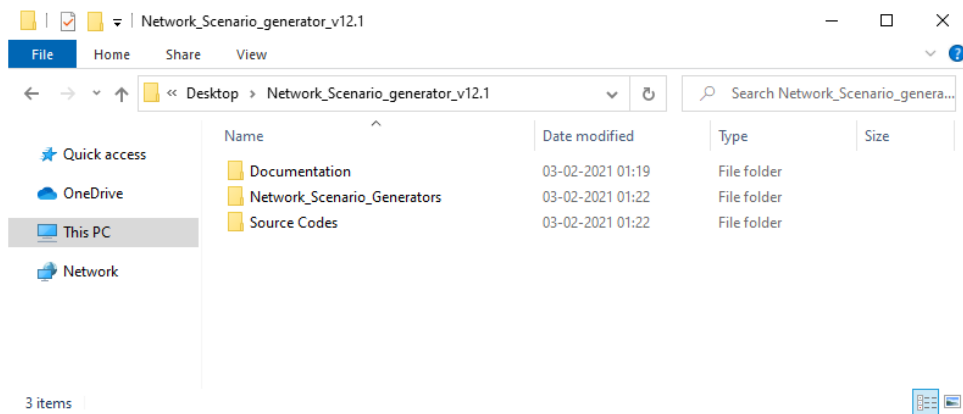 Network_Scenario_generator_v12.1
File Home Share View
« Desktop > Network_Scenario_generator_v12.1
Search Network_Scenario_genera...
Name Date modified Type Size
Quick access
OneDrive
This PC
Network
Documentation 03-02-2021 01:19 File folder
Network_Scenario_Generators 03-02-2021 01:22 File folder
Source Codes 03-02-2021 01:22 File folder
3 items